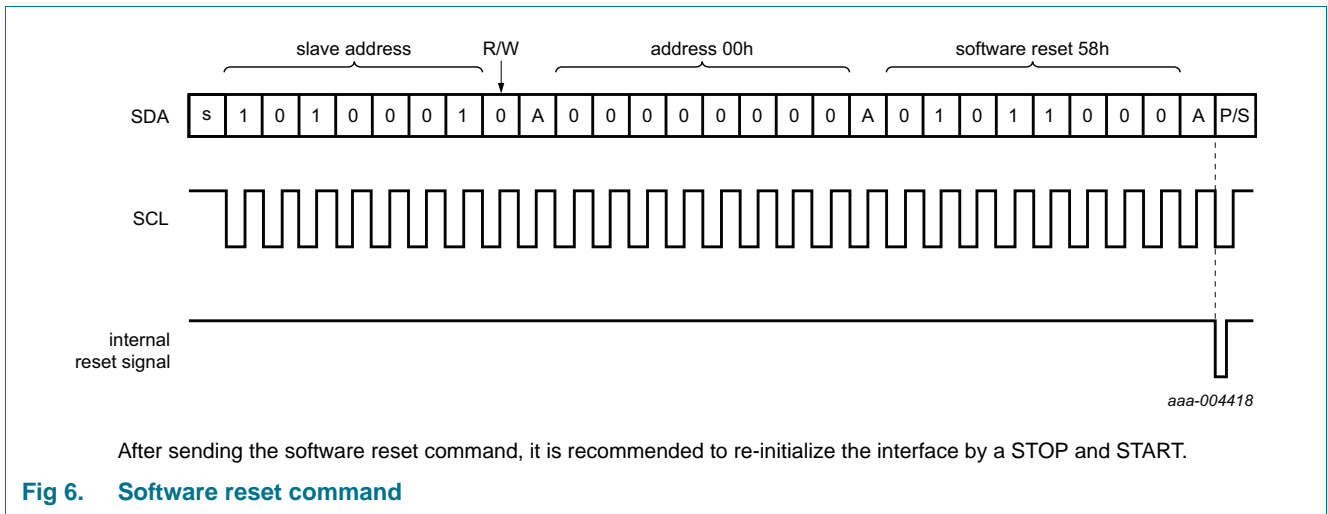 slave address R/W address 00h software reset 58h
SDA s 1 0 1 0 0 0 1 0 A 0 0 0 0 0 0 0 0 A 0 1 0 1 1 0 0 0 A P/S
SCL
internal
reset signal
aaa-004418
After sending the software reset command, it is recommended to re-initialize the interface by a STOP and START.
Fig 6. Software reset command